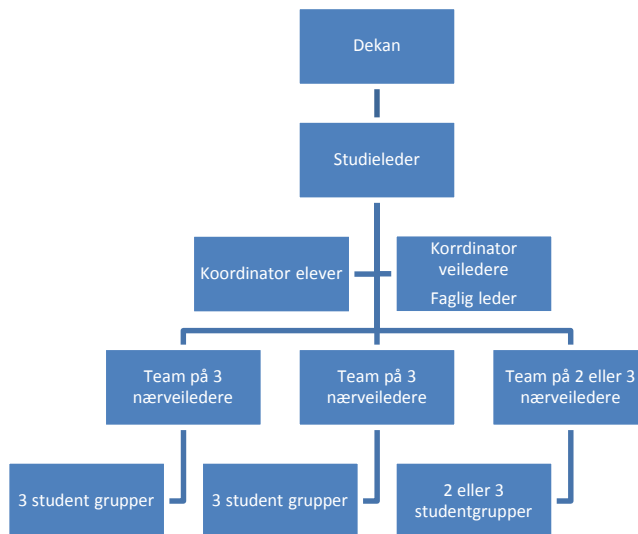 Dekan
Studieleder
Koordinator elever
Korrdinator
veiledere
Faglig leder
Team på 3
nærveiledere
Team på 3
nærveiledere
Team på 2 eller 3
nærveiledere
3 student grupper
3 student grupper
2 eller 3
studentgrupper